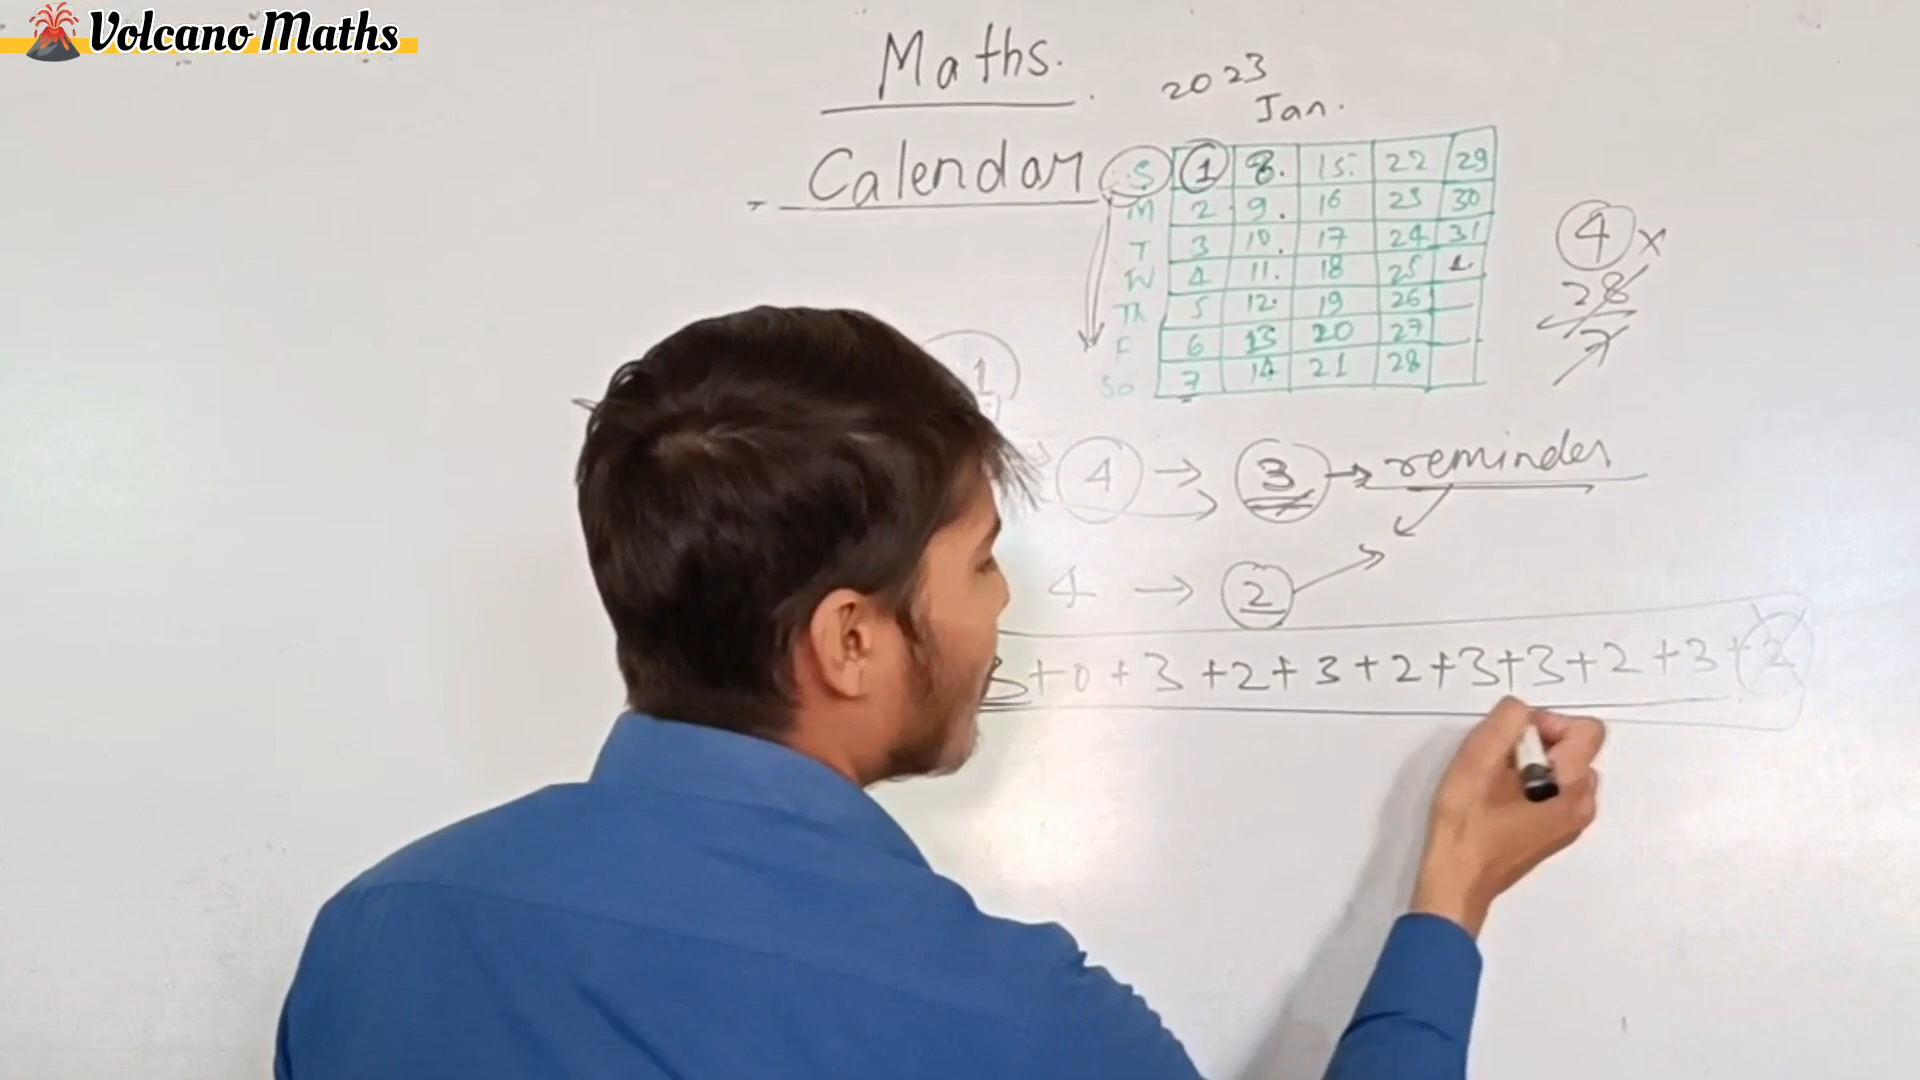 Volcano Maths
Maths.
2023
Jan.
Calendar
S 1 8. 15. 22 29
M 2 9. 16 23 30
T 3 10. 17 24 31
W 4 11. 18 25 1.
Th 5 12. 19 26
F 6 13 20 27
Sa 7 14 21 28
4 x
28
7
1
4 → 3 → reminder
4 → 2
3+0+3+2+3+2+3+3+2+3+2